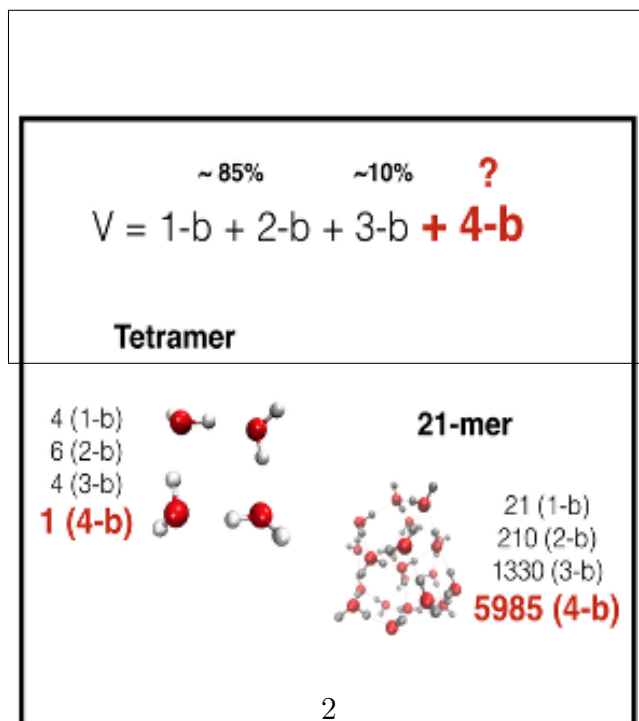 ~ 85% ~10% ?
V = 1-b + 2-b + 3-b + 4-b
Tetramer
4 (1-b)
6 (2-b)
4 (3-b)
1 (4-b)
21-mer
21 (1-b)
210 (2-b)
1330 (3-b)
5985 (4-b)
2